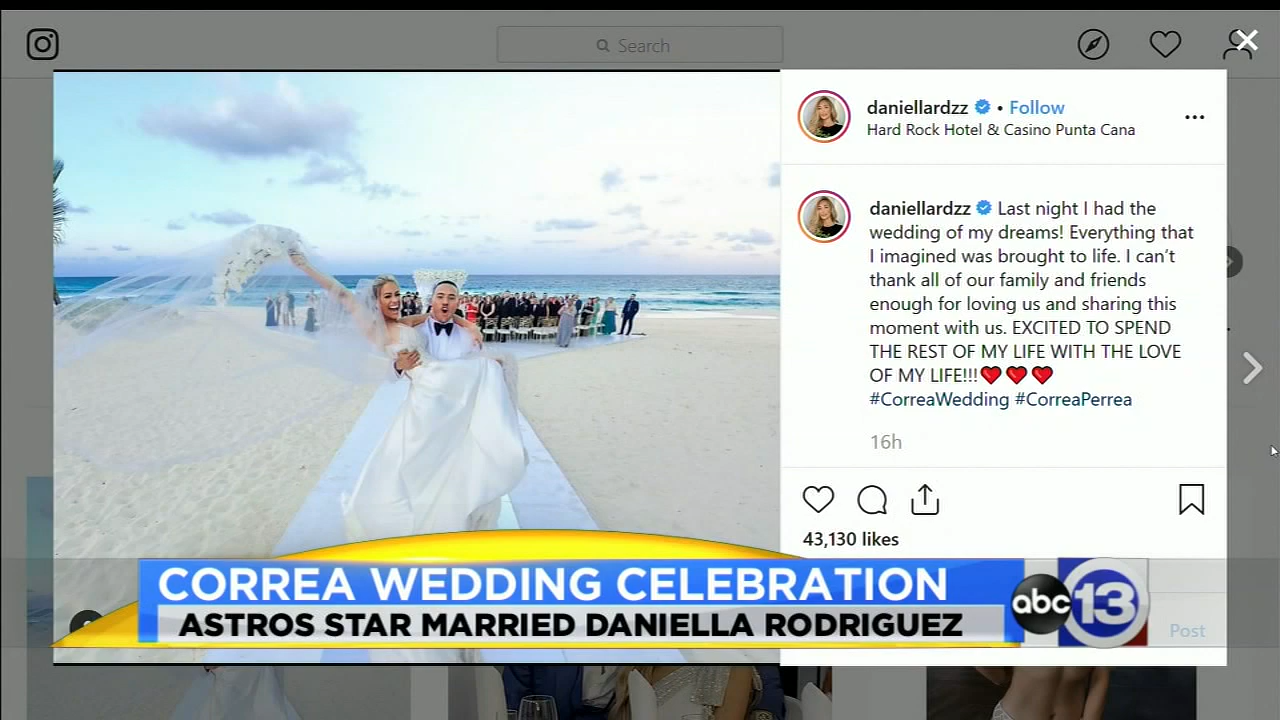 Search
daniellardzz • Follow
Hard Rock Hotel & Casino Punta Cana
daniellardzz Last night I had the
wedding of my dreams! Everything that
I imagined was brought to life. I can't
thank all of our family and friends
enough for loving us and sharing this
moment with us. EXCITED TO SPEND
THE REST OF MY LIFE WITH THE LOVE
OF MY LIFE!!!❤️❤️❤️
#CorreaWedding #CorreaPerrea
16h
43,130 likes
CORREA WEDDING CELEBRATION
ASTROS STAR MARRIED DANIELLA RODRIGUEZ
abc 13
Post